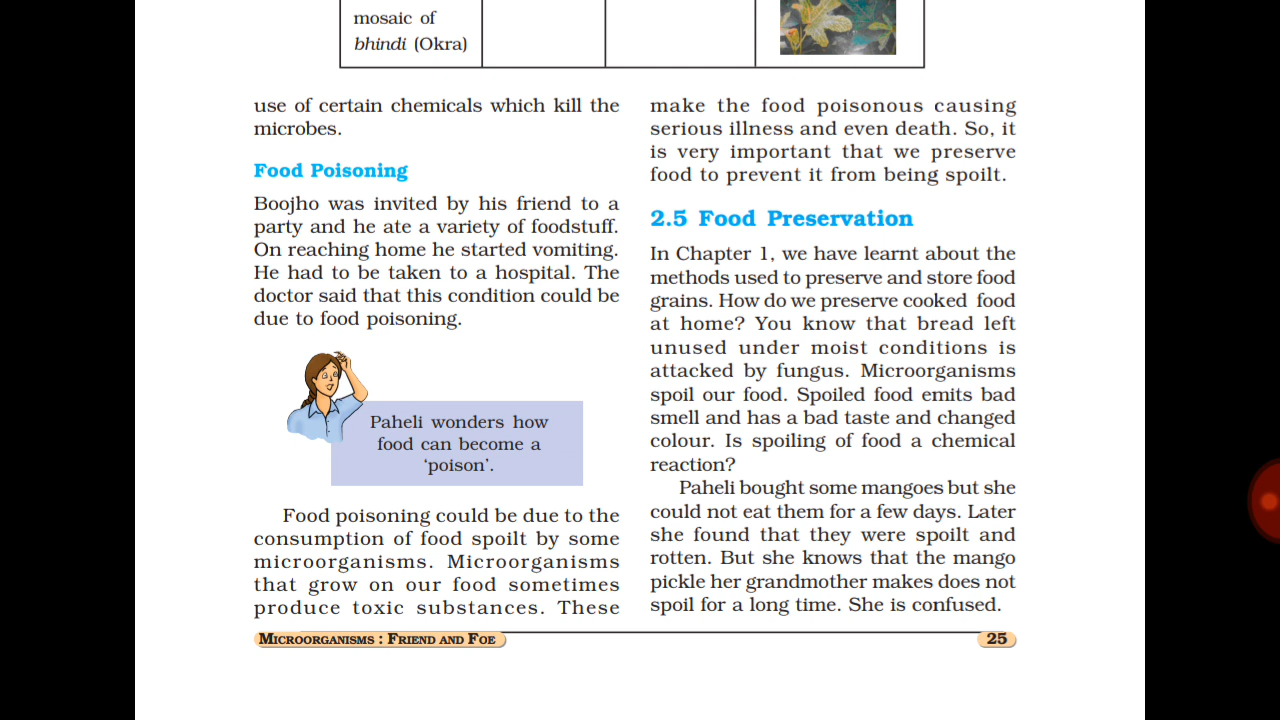 mosaic of
bhindi (Okra)
use of certain chemicals which kill the
microbes.
Food Poisoning
Boojho was invited by his friend to a
party and he ate a variety of foodstuff.
On reaching home he started vomiting.
He had to be taken to a hospital. The
doctor said that this condition could be
due to food poisoning.
Paheli wonders how
food can become a
‘poison’.
Food poisoning could be due to the
consumption of food spoilt by some
microorganisms. Microorganisms
that grow on our food sometimes
produce toxic substances. These
make the food poisonous causing
serious illness and even death. So, it
is very important that we preserve
food to prevent it from being spoilt.
2.5 Food Preservation
In Chapter 1, we have learnt about the
methods used to preserve and store food
grains. How do we preserve cooked food
at home? You know that bread left
unused under moist conditions is
attacked by fungus. Microorganisms
spoil our food. Spoiled food emits bad
smell and has a bad taste and changed
colour. Is spoiling of food a chemical
reaction?
Paheli bought some mangoes but she
could not eat them for a few days. Later
she found that they were spoilt and
rotten. But she knows that the mango
pickle her grandmother makes does not
spoil for a long time. She is confused.
MICROORGANISMS : FRIEND AND FOE
25